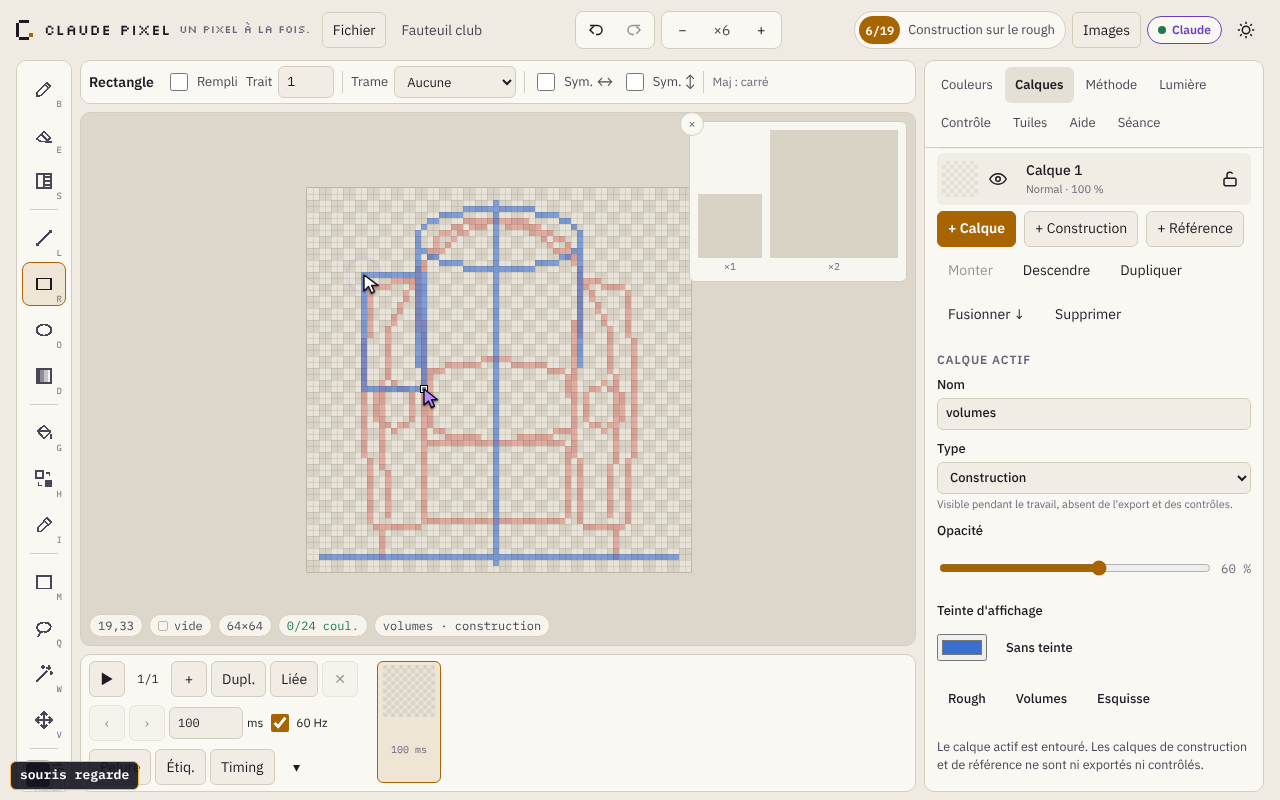 CLAUDE PIXEL UN PIXEL À LA FOIS. Fichier Fauteuil club − ×6 + 6/19 Construction sur le rough Images Claude
Rectangle Rempli Trait 1 Trame Aucune Sym. ↔ Sym. ↕ Maj : carré
B
E
S
L
R
O
D
G
H
I
M
Q
W
V
×
×1 ×2
19,33 vide 64×64 0/24 coul. volumes · construction
1/1 + Dupl. Liée ×
‹ › 100 ms 60 Hz
Étiq. Timing ▼
100 ms
souris regarde
Couleurs Calques Méthode Lumière
Contrôle Tuiles Aide Séance
Calque 1
Normal · 100 %
+ Calque + Construction + Référence
Monter Descendre Dupliquer
Fusionner ↓ Supprimer
CALQUE ACTIF
Nom
volumes
Type
Construction
Visible pendant le travail, absent de l'export et des contrôles.
Opacité
60 %
Teinte d'affichage
Sans teinte
Rough Volumes Esquisse
Le calque actif est entouré. Les calques de construction
et de référence ne sont ni exportés ni contrôlés.